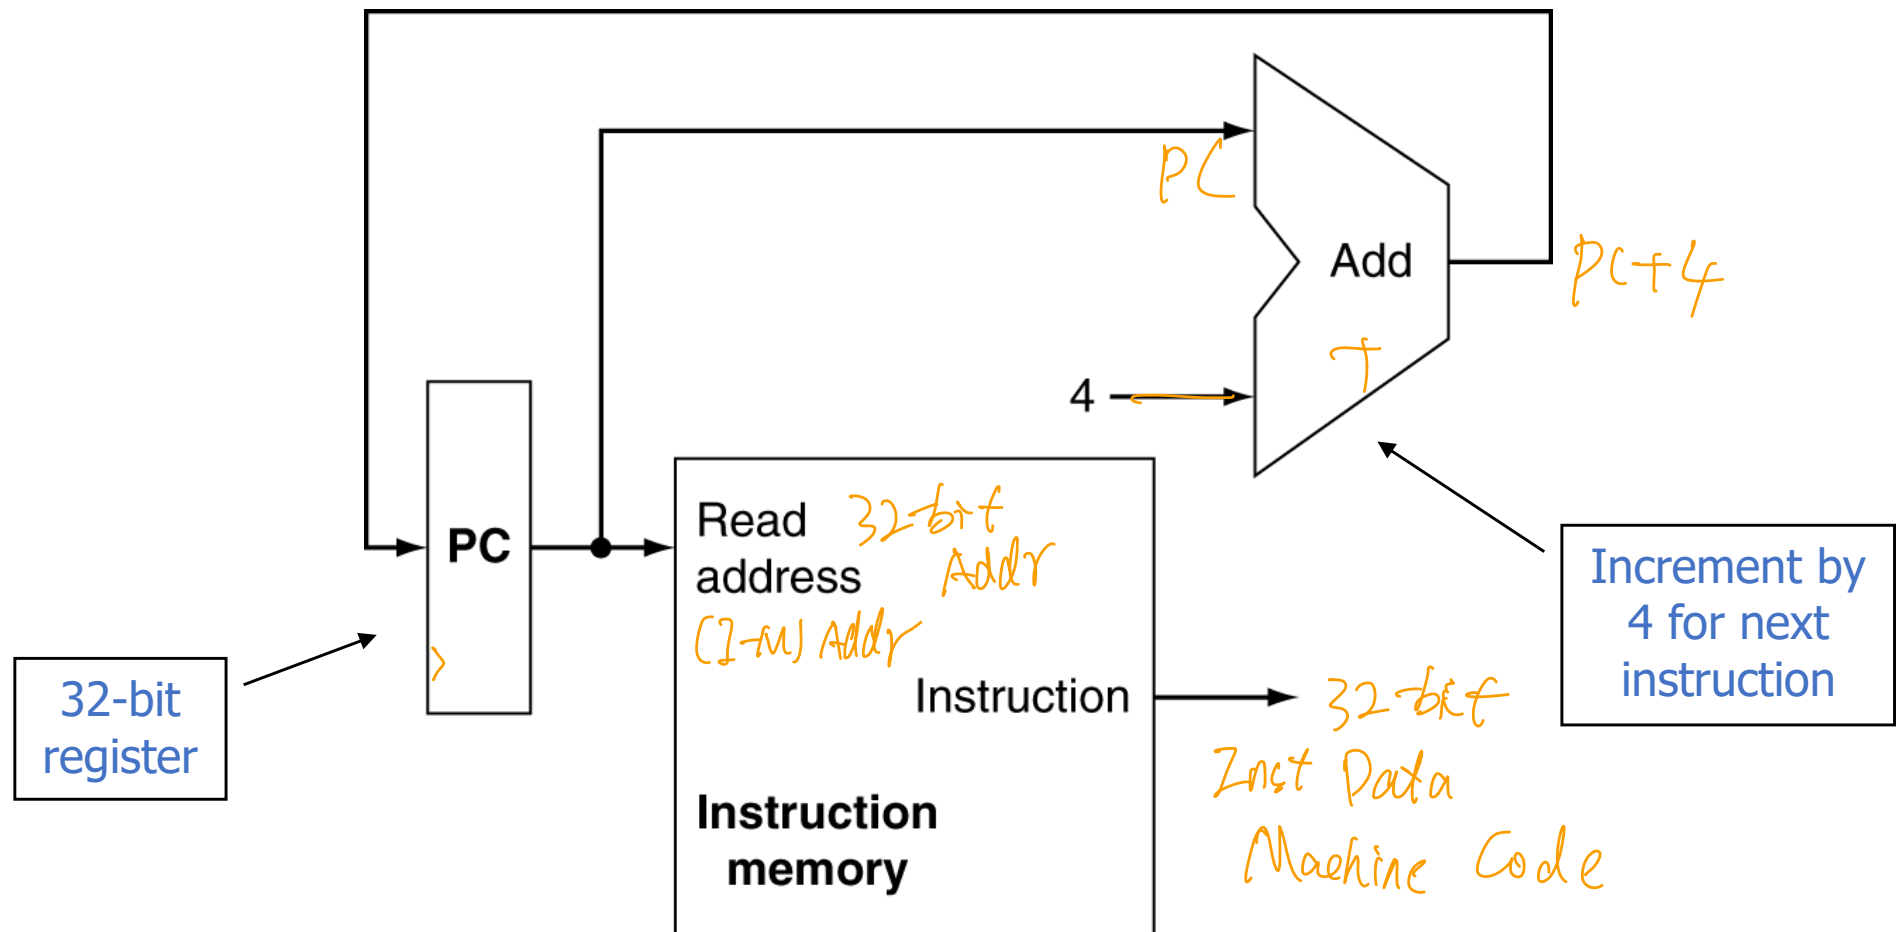 PC
Add
PC+4
+
4
PC
Read
address
32-bit
Addr
(I-M) Addr
Instruction
Instruction
memory
32-bit
Inst Data
Machine Code
32-bit
register
Increment by
4 for next
instruction